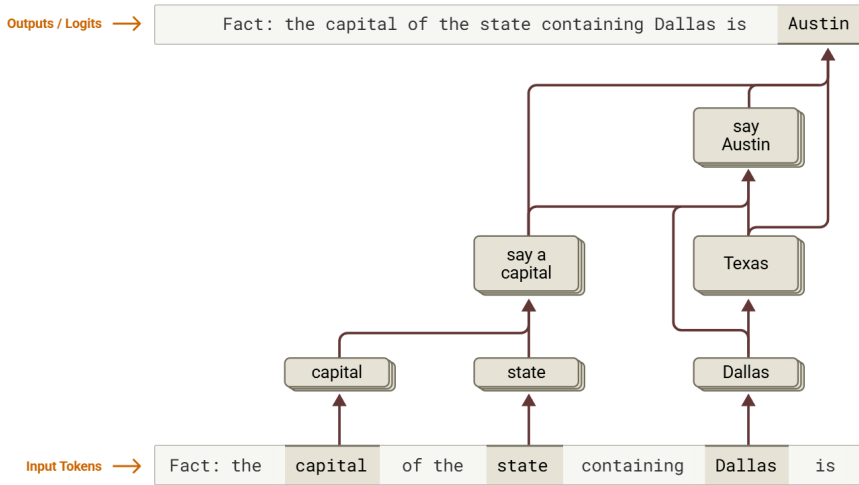 Outputs / Logits
Fact: the capital of the state containing Dallas is Austin
say
Austin
say a
capital
Texas
capital
state
Dallas
Input Tokens
Fact: the capital of the state containing Dallas is